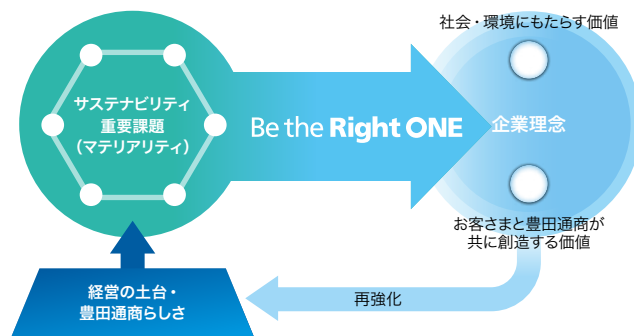 社会・環境にもたらす価値
サステナビリティ
重要課題
（マテリアリティ）
Be the Right ONE
企業理念
お客さまと豊田通商が
共に創造する価値
再強化
経営の土台・
豊田通商らしさ